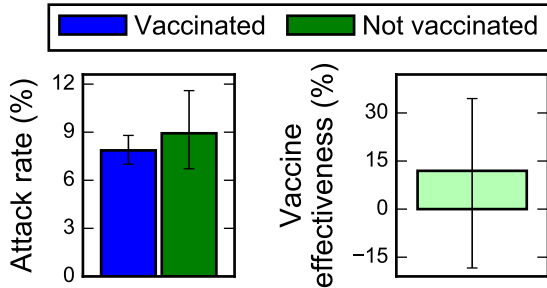 Vaccinated Not vaccinated
Attack rate (%)
12
9
6
3
0
Vaccine
effectiveness (%)
30
15
0
−15